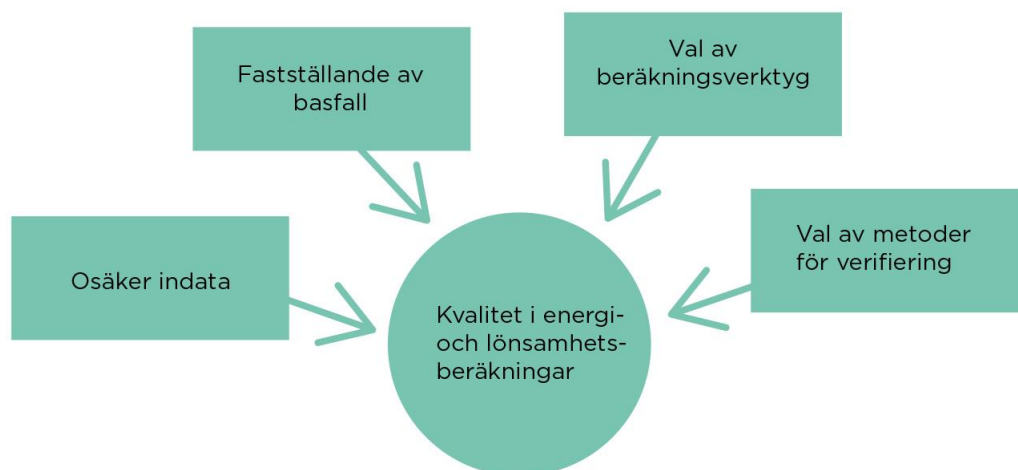 Fastställande av
basfall
Val av
beräkningsverktyg
Osäker indata
Val av metoder
för verifiering
Kvalitet i energi-
och lönsamhets-
beräkningar